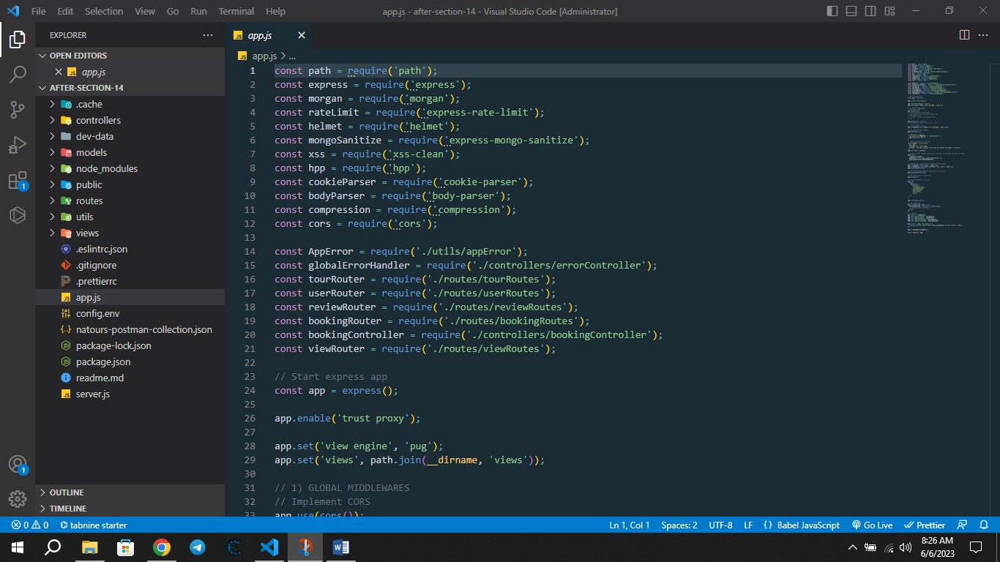 File Edit Selection View Go Run Terminal Help
app.js - after-section-14 - Visual Studio Code [Administrator]
EXPLORER
OPEN EDITORS
app.js
AFTER-SECTION-14
.cache
controllers
dev-data
models
node_modules
public
routes
utils
views
.eslintrc.json
.gitignore
.prettierrc
app.js
config.env
natours-postman-collection.json
package-lock.json
package.json
readme.md
server.js
OUTLINE
TIMELINE
1
1
app.js
app.js > ...
1 const path = require('path');
2 const express = require('express');
3 const morgan = require('morgan');
4 const rateLimit = require('express-rate-limit');
5 const helmet = require('helmet');
6 const mongoSanitize = require('express-mongo-sanitize');
7 const xss = require('xss-clean');
8 const hpp = require('hpp');
9 const cookieParser = require('cookie-parser');
10 const bodyParser = require('body-parser');
11 const compression = require('compression');
12 const cors = require('cors');
13
14 const AppError = require('./utils/appError');
15 const globalErrorHandler = require('./controllers/errorController');
16 const tourRouter = require('./routes/tourRoutes');
17 const userRouter = require('./routes/userRoutes');
18 const reviewRouter = require('./routes/reviewRoutes');
19 const bookingRouter = require('./routes/bookingRoutes');
20 const bookingController = require('./controllers/bookingController');
21 const viewRouter = require('./routes/viewRoutes');
22
23 // Start express app
24 const app = express();
25
26 app.enable('trust proxy');
27
28 app.set('view engine', 'pug');
29 app.set('views', path.join(__dirname, 'views'));
30
31 // 1) GLOBAL MIDDLEWARES
32 // Implement CORS
33 app.use(cors());
0 0 tabnine starter
Ln 1, Col 1 Spaces: 2 UTF-8 LF {} Babel JavaScript Go Live Prettier
8:26 AM
6/6/2023